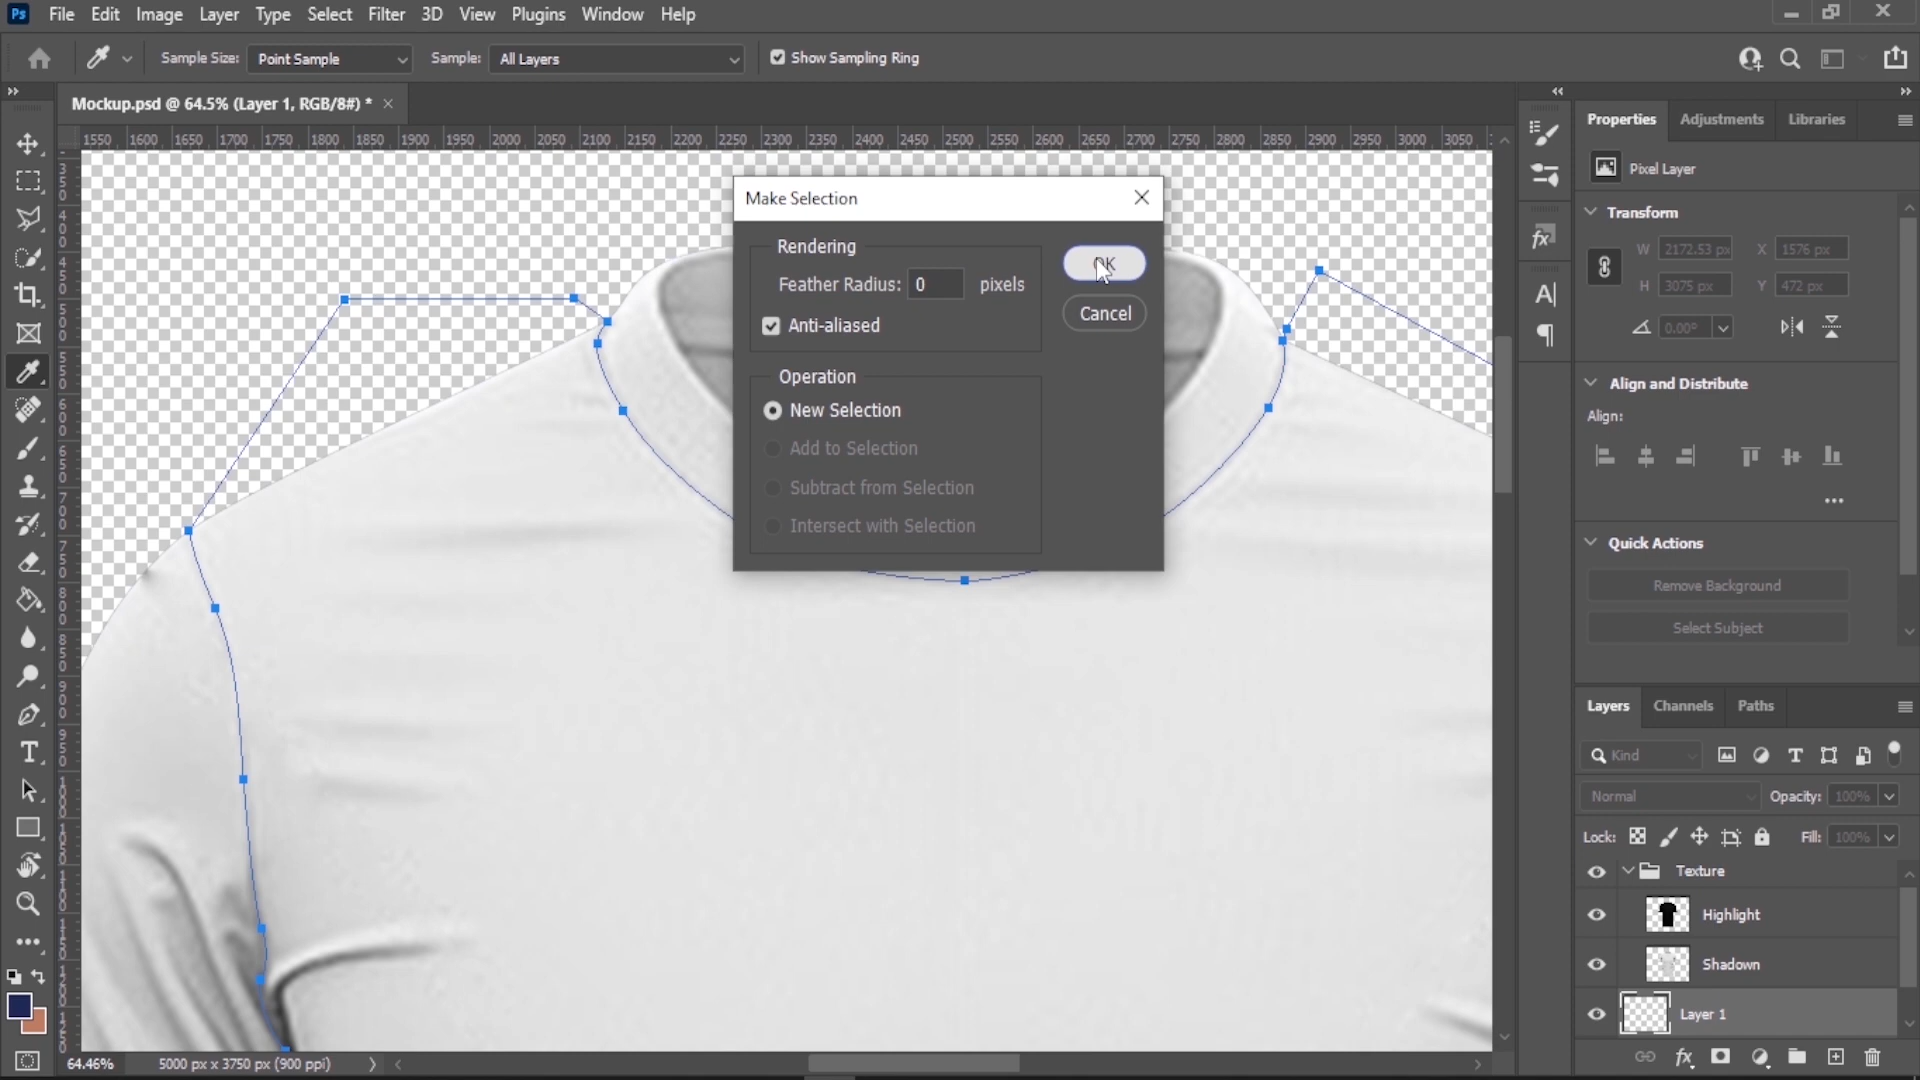 Ps File Edit Image Layer Type Select Filter 3D View Plugins Window Help
Sample Size: Point Sample Sample: All Layers Show Sampling Ring
Mockup.psd @ 64.5% (Layer 1, RGB/8#) * ×
1550 1600 1650 1700 1750 1800 1850 1900 1950 2000 2050 2100 2150 2200 2250 2300 2350 2400 2450 2500 2550 2600 2650 2700 2750 2800 2850 2900 2950 3000 3050
Make Selection
Rendering
Feather Radius: 0 pixels
Anti-aliased
OK
Cancel
Operation
New Selection
Add to Selection
Subtract from Selection
Intersect with Selection
Properties Adjustments Libraries
Pixel Layer
Transform
W 2172.53 px X 1576 px
H 3075 px Y 472 px
0.00°
Align and Distribute
Align:
Quick Actions
Remove Background
Select Subject
Layers Channels Paths
Kind
Normal Opacity: 100%
Lock: Fill: 100%
Texture
Highlight
Shadown
Layer 1
64.46% 5000 px x 3750 px (900 ppi)